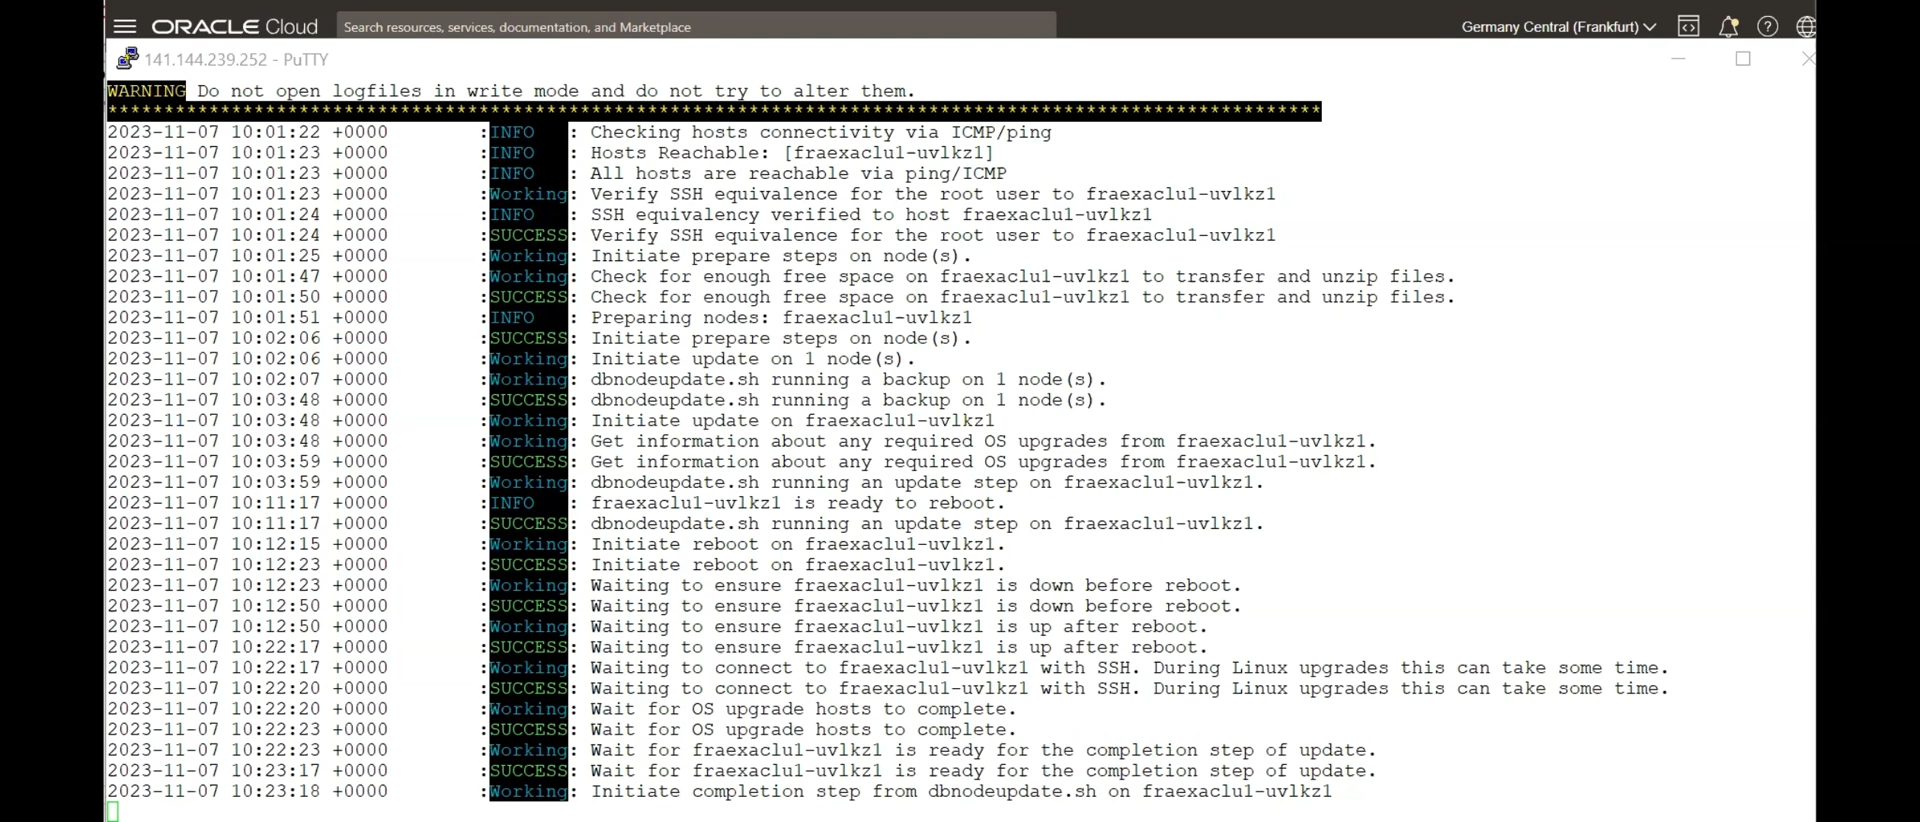 ORACLE Cloud
Search resources, services, documentation, and Marketplace
Germany Central (Frankfurt)
141.144.239.252 - PuTTY
WARNING Do not open logfiles in write mode and do not try to alter them.
************************************************************************************************************
2023-11-07 10:01:22 +0000 :INFO : Checking hosts connectivity via ICMP/ping
2023-11-07 10:01:23 +0000 :INFO : Hosts Reachable: [fraexaclu1-uvlkz1]
2023-11-07 10:01:23 +0000 :INFO : All hosts are reachable via ping/ICMP
2023-11-07 10:01:23 +0000 :Working: Verify SSH equivalence for the root user to fraexaclu1-uvlkz1
2023-11-07 10:01:24 +0000 :INFO : SSH equivalency verified to host fraexaclu1-uvlkz1
2023-11-07 10:01:24 +0000 :SUCCESS: Verify SSH equivalence for the root user to fraexaclu1-uvlkz1
2023-11-07 10:01:25 +0000 :Working: Initiate prepare steps on node(s).
2023-11-07 10:01:47 +0000 :Working: Check for enough free space on fraexaclu1-uvlkz1 to transfer and unzip files.
2023-11-07 10:01:50 +0000 :SUCCESS: Check for enough free space on fraexaclu1-uvlkz1 to transfer and unzip files.
2023-11-07 10:01:51 +0000 :INFO : Preparing nodes: fraexaclu1-uvlkz1
2023-11-07 10:02:06 +0000 :SUCCESS: Initiate prepare steps on node(s).
2023-11-07 10:02:06 +0000 :Working: Initiate update on 1 node(s).
2023-11-07 10:02:07 +0000 :Working: dbnodeupdate.sh running a backup on 1 node(s).
2023-11-07 10:03:48 +0000 :SUCCESS: dbnodeupdate.sh running a backup on 1 node(s).
2023-11-07 10:03:48 +0000 :Working: Initiate update on fraexaclu1-uvlkz1
2023-11-07 10:03:48 +0000 :Working: Get information about any required OS upgrades from fraexaclu1-uvlkz1.
2023-11-07 10:03:59 +0000 :SUCCESS: Get information about any required OS upgrades from fraexaclu1-uvlkz1.
2023-11-07 10:03:59 +0000 :Working: dbnodeupdate.sh running an update step on fraexaclu1-uvlkz1.
2023-11-07 10:11:17 +0000 :INFO : fraexaclu1-uvlkz1 is ready to reboot.
2023-11-07 10:11:17 +0000 :SUCCESS: dbnodeupdate.sh running an update step on fraexaclu1-uvlkz1.
2023-11-07 10:12:15 +0000 :Working: Initiate reboot on fraexaclu1-uvlkz1.
2023-11-07 10:12:23 +0000 :SUCCESS: Initiate reboot on fraexaclu1-uvlkz1.
2023-11-07 10:12:23 +0000 :Working: Waiting to ensure fraexaclu1-uvlkz1 is down before reboot.
2023-11-07 10:12:50 +0000 :SUCCESS: Waiting to ensure fraexaclu1-uvlkz1 is down before reboot.
2023-11-07 10:12:50 +0000 :Working: Waiting to ensure fraexaclu1-uvlkz1 is up after reboot.
2023-11-07 10:22:17 +0000 :SUCCESS: Waiting to ensure fraexaclu1-uvlkz1 is up after reboot.
2023-11-07 10:22:17 +0000 :Working: Waiting to connect to fraexaclu1-uvlkz1 with SSH. During Linux upgrades this can take some time.
2023-11-07 10:22:20 +0000 :SUCCESS: Waiting to connect to fraexaclu1-uvlkz1 with SSH. During Linux upgrades this can take some time.
2023-11-07 10:22:20 +0000 :Working: Wait for OS upgrade hosts to complete.
2023-11-07 10:22:23 +0000 :SUCCESS: Wait for OS upgrade hosts to complete.
2023-11-07 10:22:23 +0000 :Working: Wait for fraexaclu1-uvlkz1 is ready for the completion step of update.
2023-11-07 10:23:17 +0000 :SUCCESS: Wait for fraexaclu1-uvlkz1 is ready for the completion step of update.
2023-11-07 10:23:18 +0000 :Working: Initiate completion step from dbnodeupdate.sh on fraexaclu1-uvlkz1